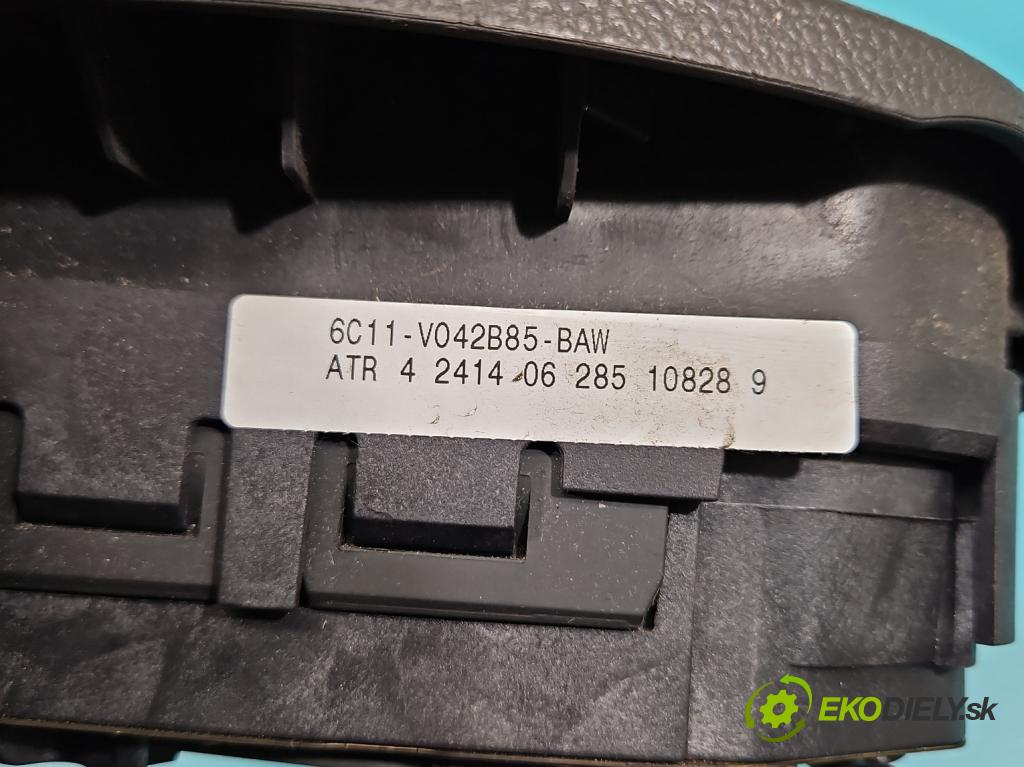 6C11-V042B85-BAW
ATR 4 2414 06 285 10828 9
EKODIELY.sk